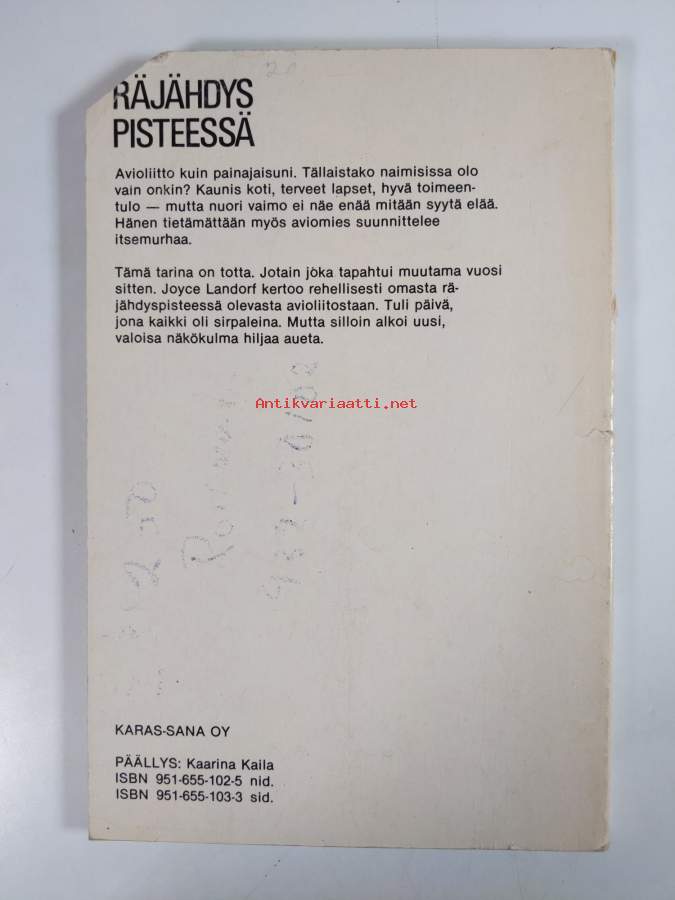 RÄJÄHDYS
PISTEESSÄ
Avioliitto kuin painajaisuni. Tällaistako naimisissa olo
vain onkin? Kaunis koti, terveet lapset, hyvä toimeen-
tulo — mutta nuori vaimo ei näe enää mitään syytä elää.
Hänen tietämättään myös aviomies suunnittelee
itsemurhaa.
Tämä tarina on totta. Jotain joka tapahtui muutama vuosi
sitten. Joyce Landorf kertoo rehellisesti omasta rä-
jähdyspisteessä olevasta avioliitostaan. Tuli päivä,
jona kaikki oli sirpaleina. Mutta silloin alkoi uusi,
valoisa näkökulma hiljaa aueta.
Antikvariaatti.net
KARAS-SANA OY
PÄÄLLYS: Kaarina Kaila
ISBN 951-655-102-5 nid.
ISBN 951-655-103-3 sid.